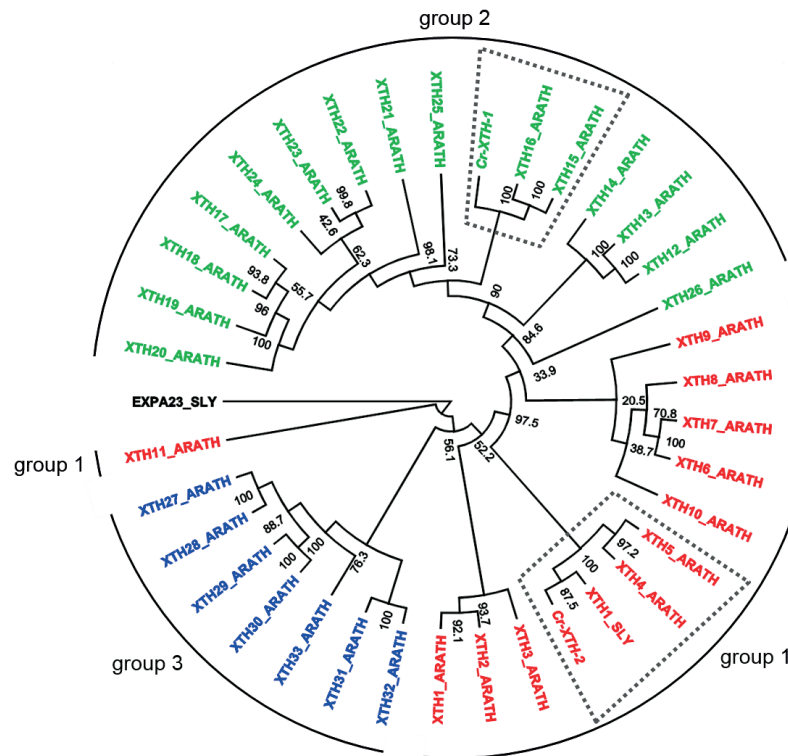 group 2
XTH25_ARATH
XTH21_ARATH
XTH22_ARATH
XTH23_ARATH
XTH24_ARATH
XTH17_ARATH
XTH18_ARATH
XTH19_ARATH
XTH20_ARATH
Cr-XTH-1
XTH16_ARATH
XTH15_ARATH
XTH14_ARATH
XTH13_ARATH
XTH12_ARATH
XTH26_ARATH
XTH9_ARATH
XTH8_ARATH
XTH7_ARATH
XTH6_ARATH
XTH10_ARATH
XTH5_ARATH
XTH4_ARATH
XTH1_SLY
Cr-XTH-2
group 1
XTH3_ARATH
XTH2_ARATH
XTH1_ARATH
XTH32_ARATH
XTH31_ARATH
XTH33_ARATH
XTH30_ARATH
XTH29_ARATH
XTH28_ARATH
XTH27_ARATH
group 3
XTH11_ARATH
group 1
EXPA23_SLY
99.8
42.6
62.3
93.8
96
100
55.7
98.1
73.3
100
100
90
100
100
84.6
33.9
97.5
20.5
70.8
100
38.7
97.2
100
87.5
52.2
56.1
93.7
92.1
76.3
100
100
88.7
100
100